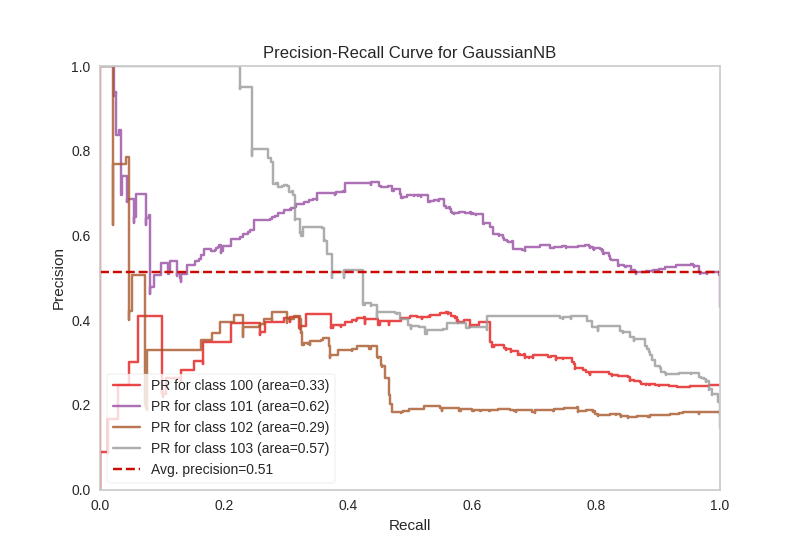 Precision-Recall Curve for GaussianNB
1.0
0.8
0.6
0.4
0.2
0.0
Precision
PR for class 100 (area=0.33)
PR for class 101 (area=0.62)
PR for class 102 (area=0.29)
PR for class 103 (area=0.57)
Avg. precision=0.51
0.0 0.2 0.4 0.6 0.8 1.0
Recall